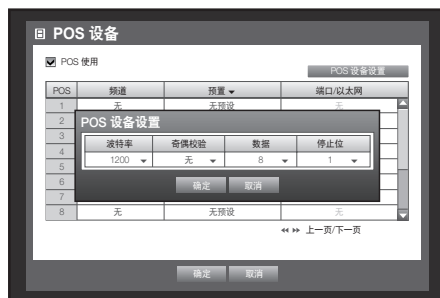 POS 设备
POS 使用
POS 设备设置
POS 频道 预置 端口/以太网
1 无 无预设 无
2
POS 设备设置
3
波特率 奇偶校验 数据 停止位
4
1200 无 8 1
5
6
确定 取消
7
8 无 无预设 无
上一页/下一页
确定 取消